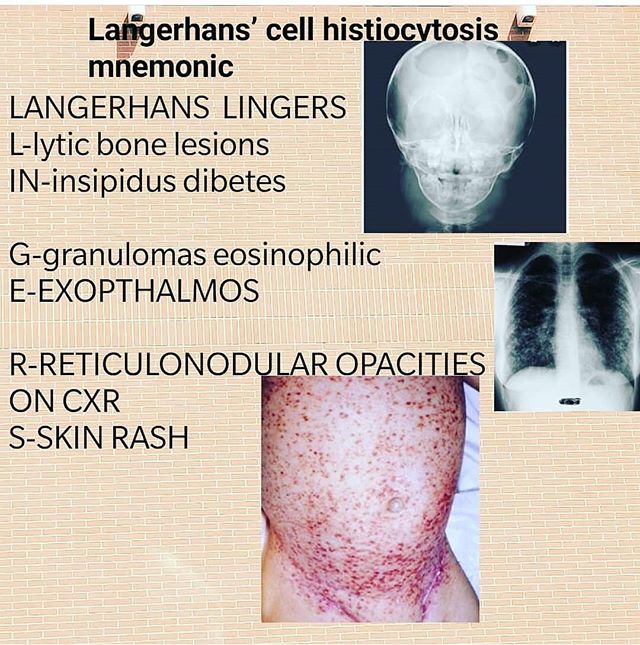 Langerhans' cell histiocytosis
mnemonic
LANGERHANS LINGERS
L-lytic bone lesions
IN-insipidus dibetes
G-granulomas eosinophilic
E-EXOPTHALMOS
R-RETICULONODULAR OPACITIES
ON CXR
S-SKIN RASH